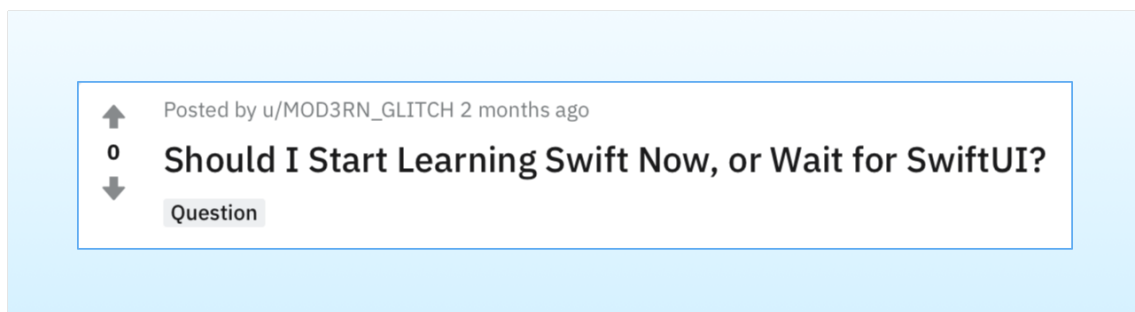 Posted by u/MOD3RN_GLITCH 2 months ago
0
Should I Start Learning Swift Now, or Wait for SwiftUI?
Question